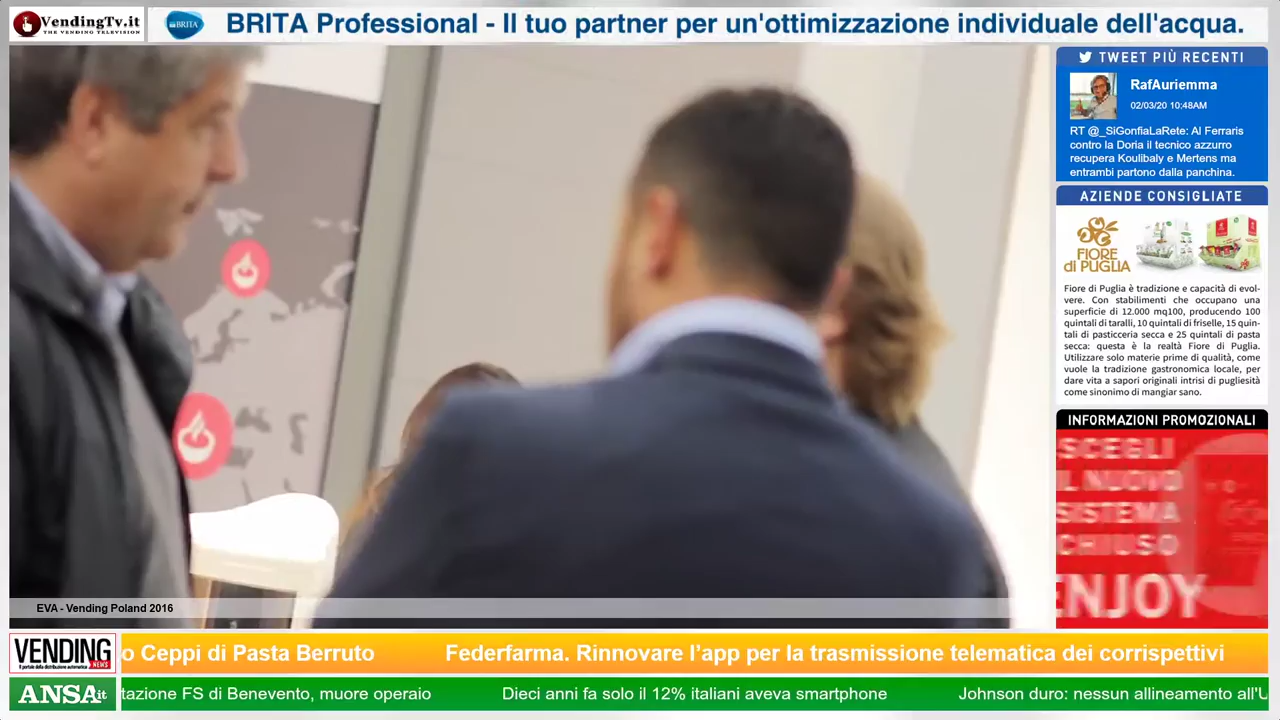 VendingTv.it
THE VENDING TELEVISION
BRITA
BRITA Professional - Il tuo partner per un'ottimizzazione individuale dell'acqua.
TWEET PIÙ RECENTI
RafAuriemma
02/03/20 10:48AM
RT @_SiGonfiaLaRete: Al Ferraris
contro la Doria il tecnico azzurro
recupera Koulibaly e Mertens ma
entrambi partono dalla panchina.
AZIENDE CONSIGLIATE
FIORE
di PUGLIA
Fiore di Puglia è tradizione e capacità di evol-
vere. Con stabilimenti che occupano una
superficie di 12.000 mq100, producendo 100
quintali di taralli, 10 quintali di friselle, 15 quin-
tali di pasticceria secca e 25 quintali di pasta
secca: questa è la realtà Fiore di Puglia.
Utilizzare solo materie prime di qualità, come
vuole la tradizione gastronomica locale, per
dare vita a sapori originali intrisi di pugliesità
come sinonimo di mangiar sano.
INFORMAZIONI PROMOZIONALI
SCEGLI
IL NUOVO
SISTEMA
CHIUSO
ENJOY
EVA - Vending Poland 2016
VENDING
NEWS
Il portale della distribuzione automatica
o Ceppi di Pasta Berruto
Federfarma. Rinnovare l'app per la trasmissione telematica dei corrispettivi
ANSA.it
tazione FS di Benevento, muore operaio
Dieci anni fa solo il 12% italiani aveva smartphone
Johnson duro: nessun allineamento all'U